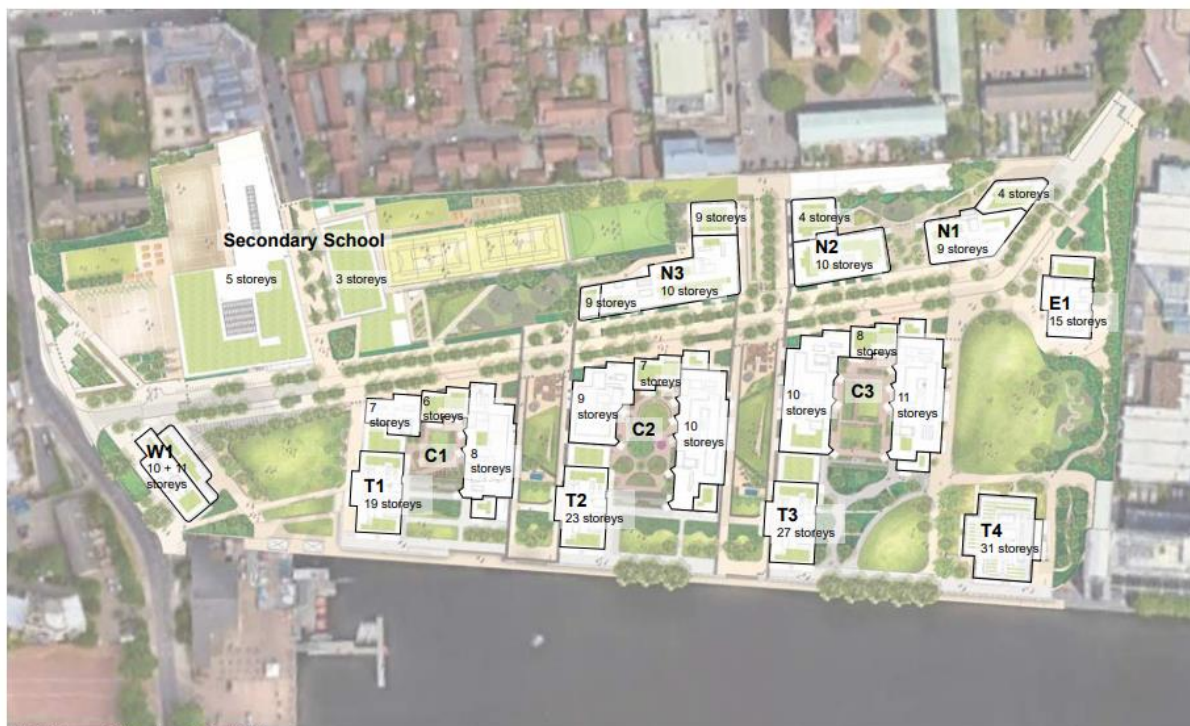 4 storeys
9 storeys
4 storeys
N1
9 storeys
Secondary School
N2
10 storeys
5 storeys
3 storeys
N3
10 storeys
9 storeys
E1
15 storeys
8
storeys
7
storeys
6
storeys
7
storeys
9
storeys
C2
10
storeys
10
storeys
C3
11
storeys
W1
10 + 11
storeys
C1
8
storeys
T1
19 storeys
T2
23 storeys
T3
27 storeys
T4
31 storeys